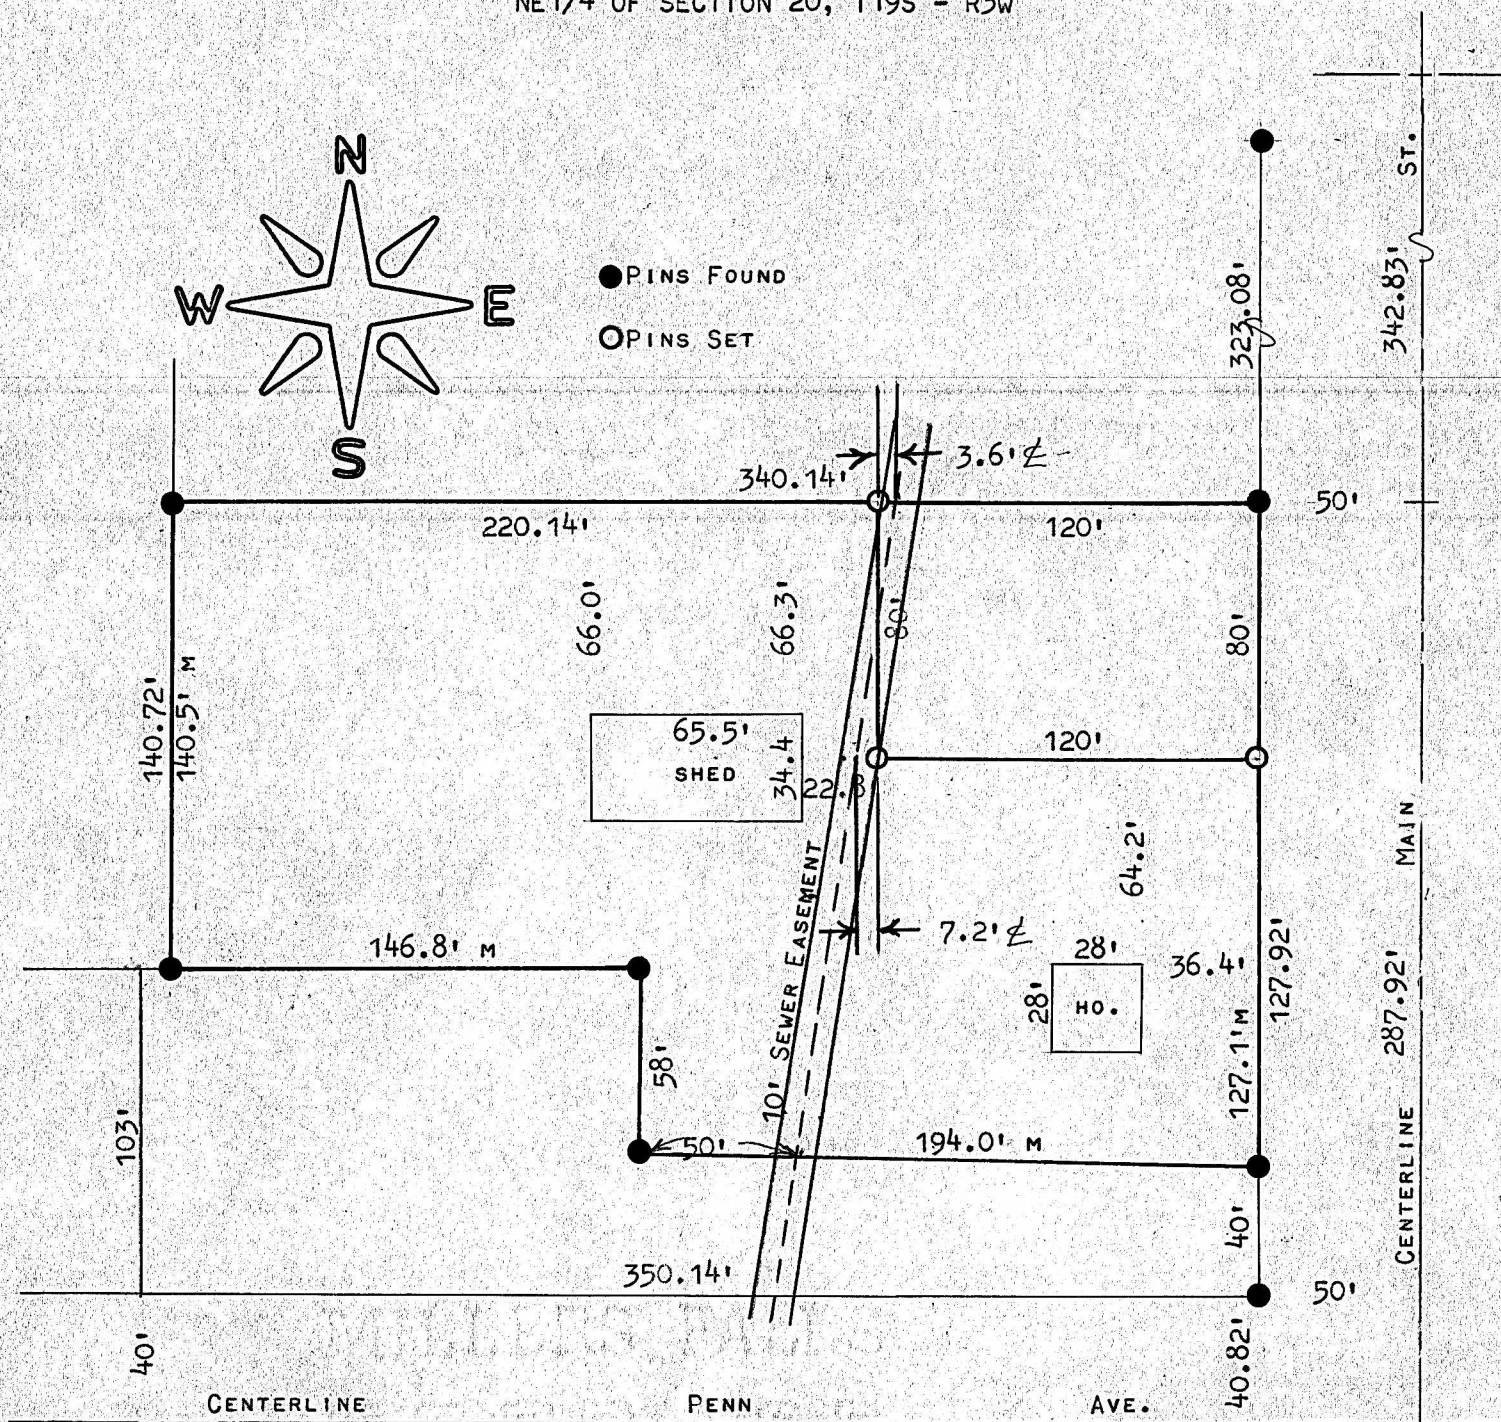 NE1/4 OF SECTION 20, T19S - R3W
N
W
E
S
PINS FOUND
PINS SET
ST.
342.83'
323.08'
3.6' ℄
340.14'
220.14'
120'
50'
66.0'
66.3'
80'
80'
140.72'
140.5' M
65.5'
SHED
34.4
22.8'
120'
64.2'
MAIN
10' SEWER EASEMENT
7.2' ℄
146.8' M
58'
28'
28'
HO.
36.4'
127.92'
127.1' M
287.92'
CENTERLINE
103'
50'
194.0' M
40'
350.14'
50'
40'
40.82'
CENTERLINE PENN AVE.